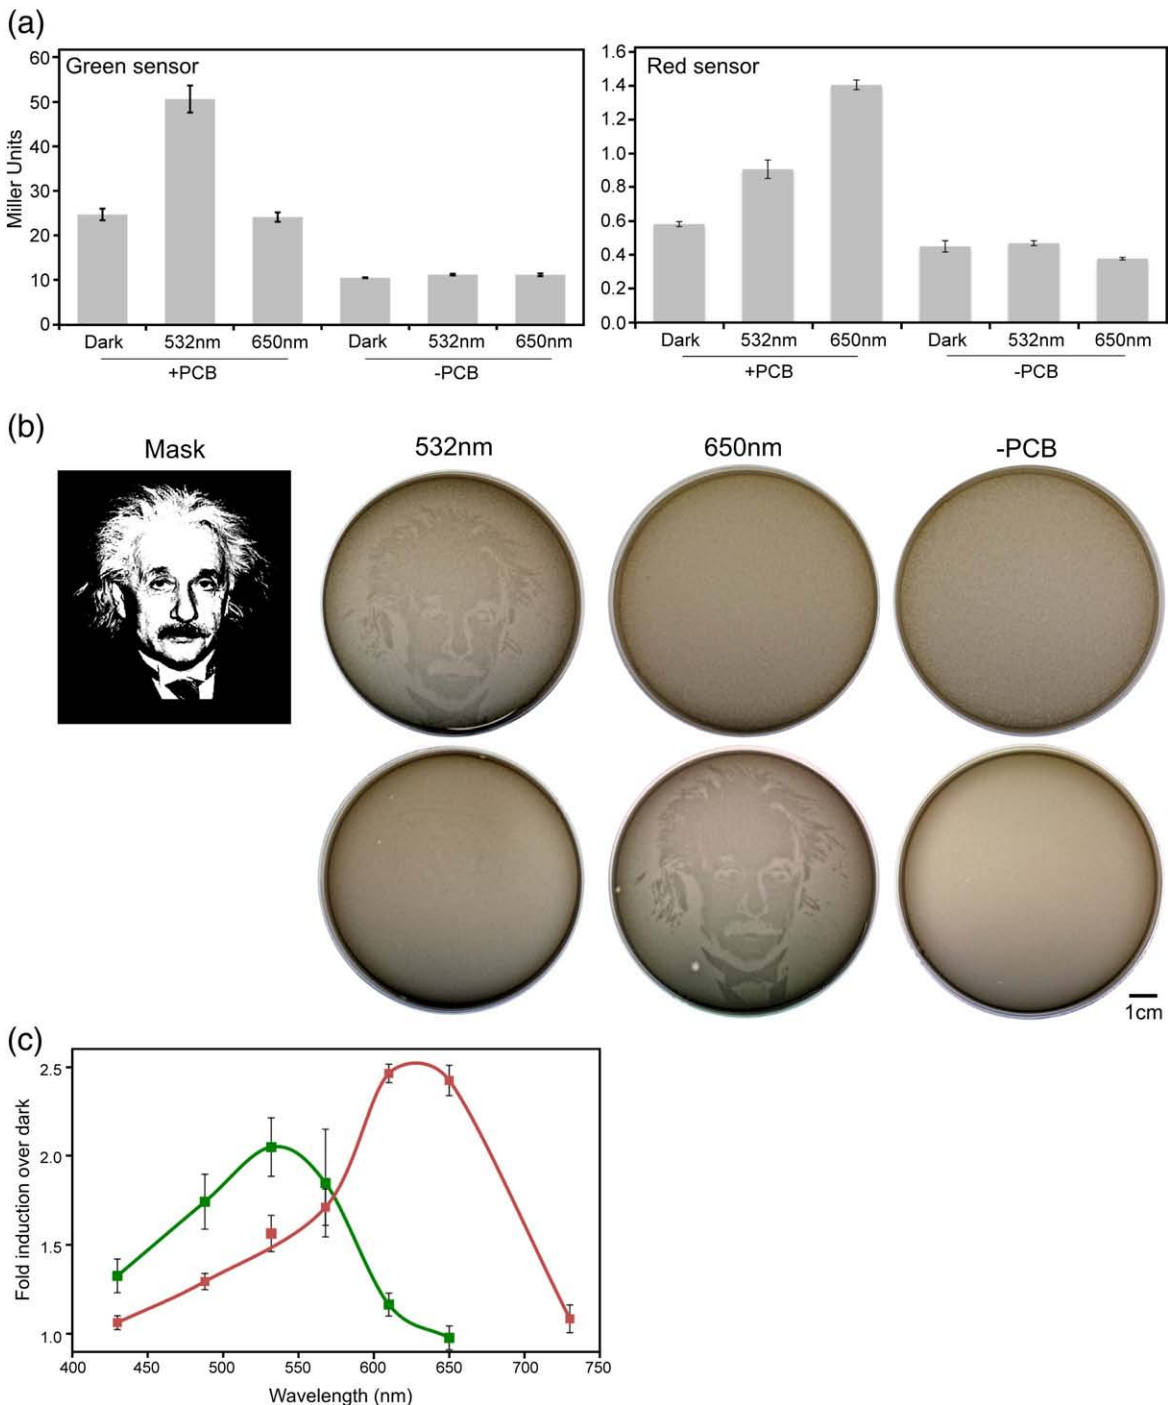 (a)
Green sensor
Miller Units
60
50
40
30
20
10
0
Dark 532nm 650nm Dark 532nm 650nm
+PCB -PCB
Red sensor
1.6
1.4
1.2
1.0
0.8
0.6
0.4
0.2
0.0
Dark 532nm 650nm Dark 532nm 650nm
+PCB -PCB
(b)
Mask 532nm 650nm -PCB
1cm
(c)
Fold induction over dark
2.5
2.0
1.5
1.0
400 450 500 550 600 650 700 750
Wavelength (nm)